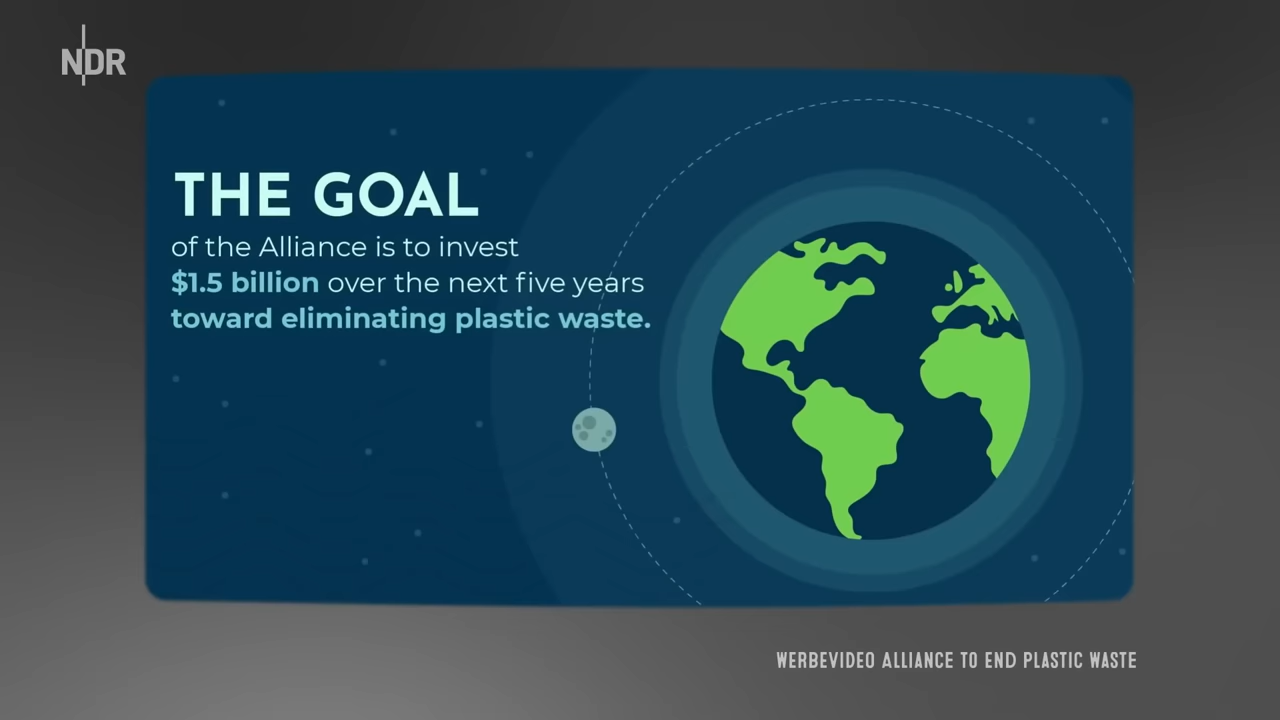 NDR
THE GOAL
of the Alliance is to invest
$1.5 billion over the next five years
toward eliminating plastic waste.
WERBEVIDEO ALLIANCE TO END PLASTIC WASTE